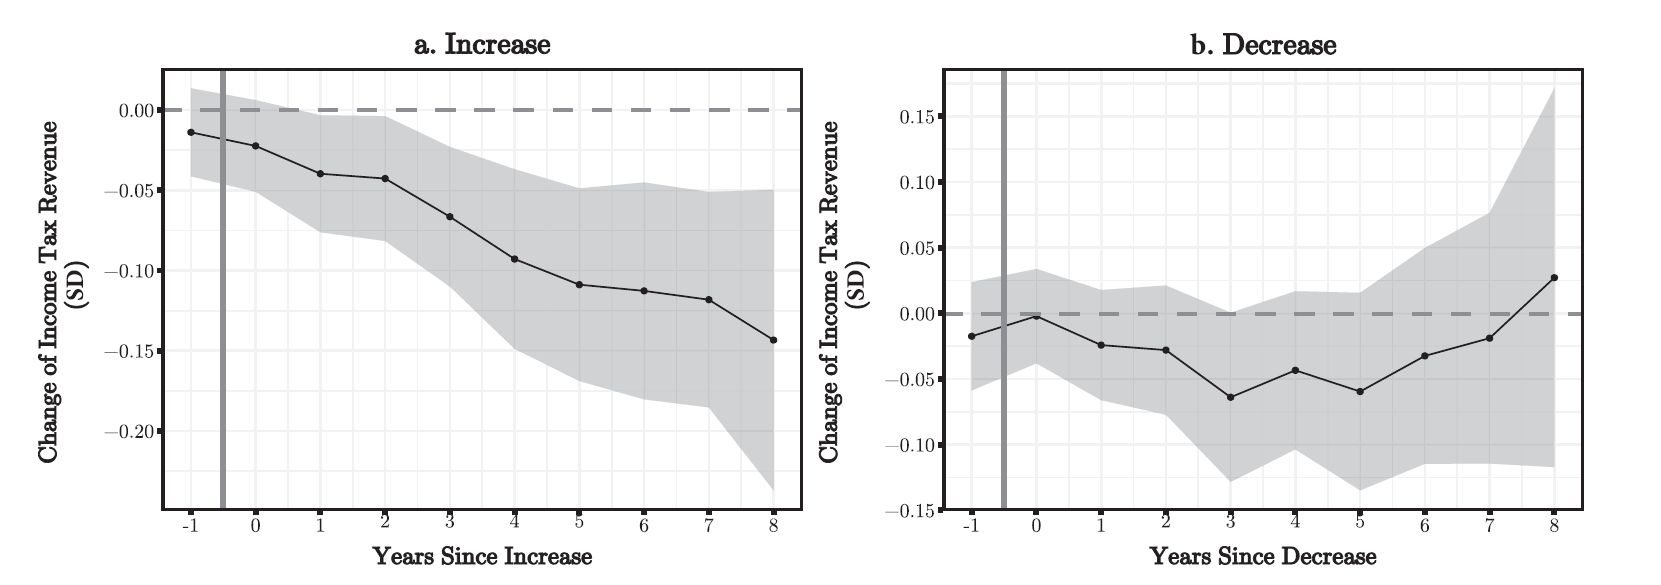 a. Increase
Change of Income Tax Revenue
(SD)
0.00
−0.05
−0.10
−0.15
−0.20
-1 0 1 2 3 4 5 6 7 8
Years Since Increase
b. Decrease
Change of Income Tax Revenue
(SD)
0.15
0.10
0.05
0.00
−0.05
−0.10
−0.15
-1 0 1 2 3 4 5 6 7 8
Years Since Decrease